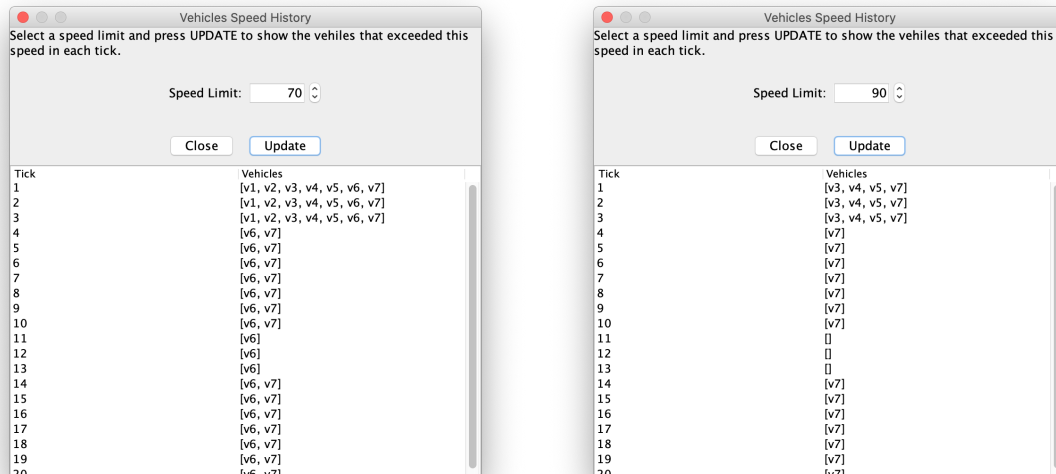 Vehicles Speed History
Select a speed limit and press UPDATE to show the vehiles that exceeded this
speed in each tick.
Speed Limit: 70
Close Update
Tick Vehicles
1 [v1, v2, v3, v4, v5, v6, v7]
2 [v1, v2, v3, v4, v5, v6, v7]
3 [v1, v2, v3, v4, v5, v6, v7]
4 [v6, v7]
5 [v6, v7]
6 [v6, v7]
7 [v6, v7]
8 [v6, v7]
9 [v6, v7]
10 [v6, v7]
11 [v6]
12 [v6]
13 [v6]
14 [v6, v7]
15 [v6, v7]
16 [v6, v7]
17 [v6, v7]
18 [v6, v7]
19 [v6, v7]
20 [v6, v7]
Vehicles Speed History
Select a speed limit and press UPDATE to show the vehiles that exceeded this
speed in each tick.
Speed Limit: 90
Close Update
Tick Vehicles
1 [v3, v4, v5, v7]
2 [v3, v4, v5, v7]
3 [v3, v4, v5, v7]
4 [v7]
5 [v7]
6 [v7]
7 [v7]
8 [v7]
9 [v7]
10 [v7]
11 []
12 []
13 []
14 [v7]
15 [v7]
16 [v7]
17 [v7]
18 [v7]
19 [v7]
20 [v7]